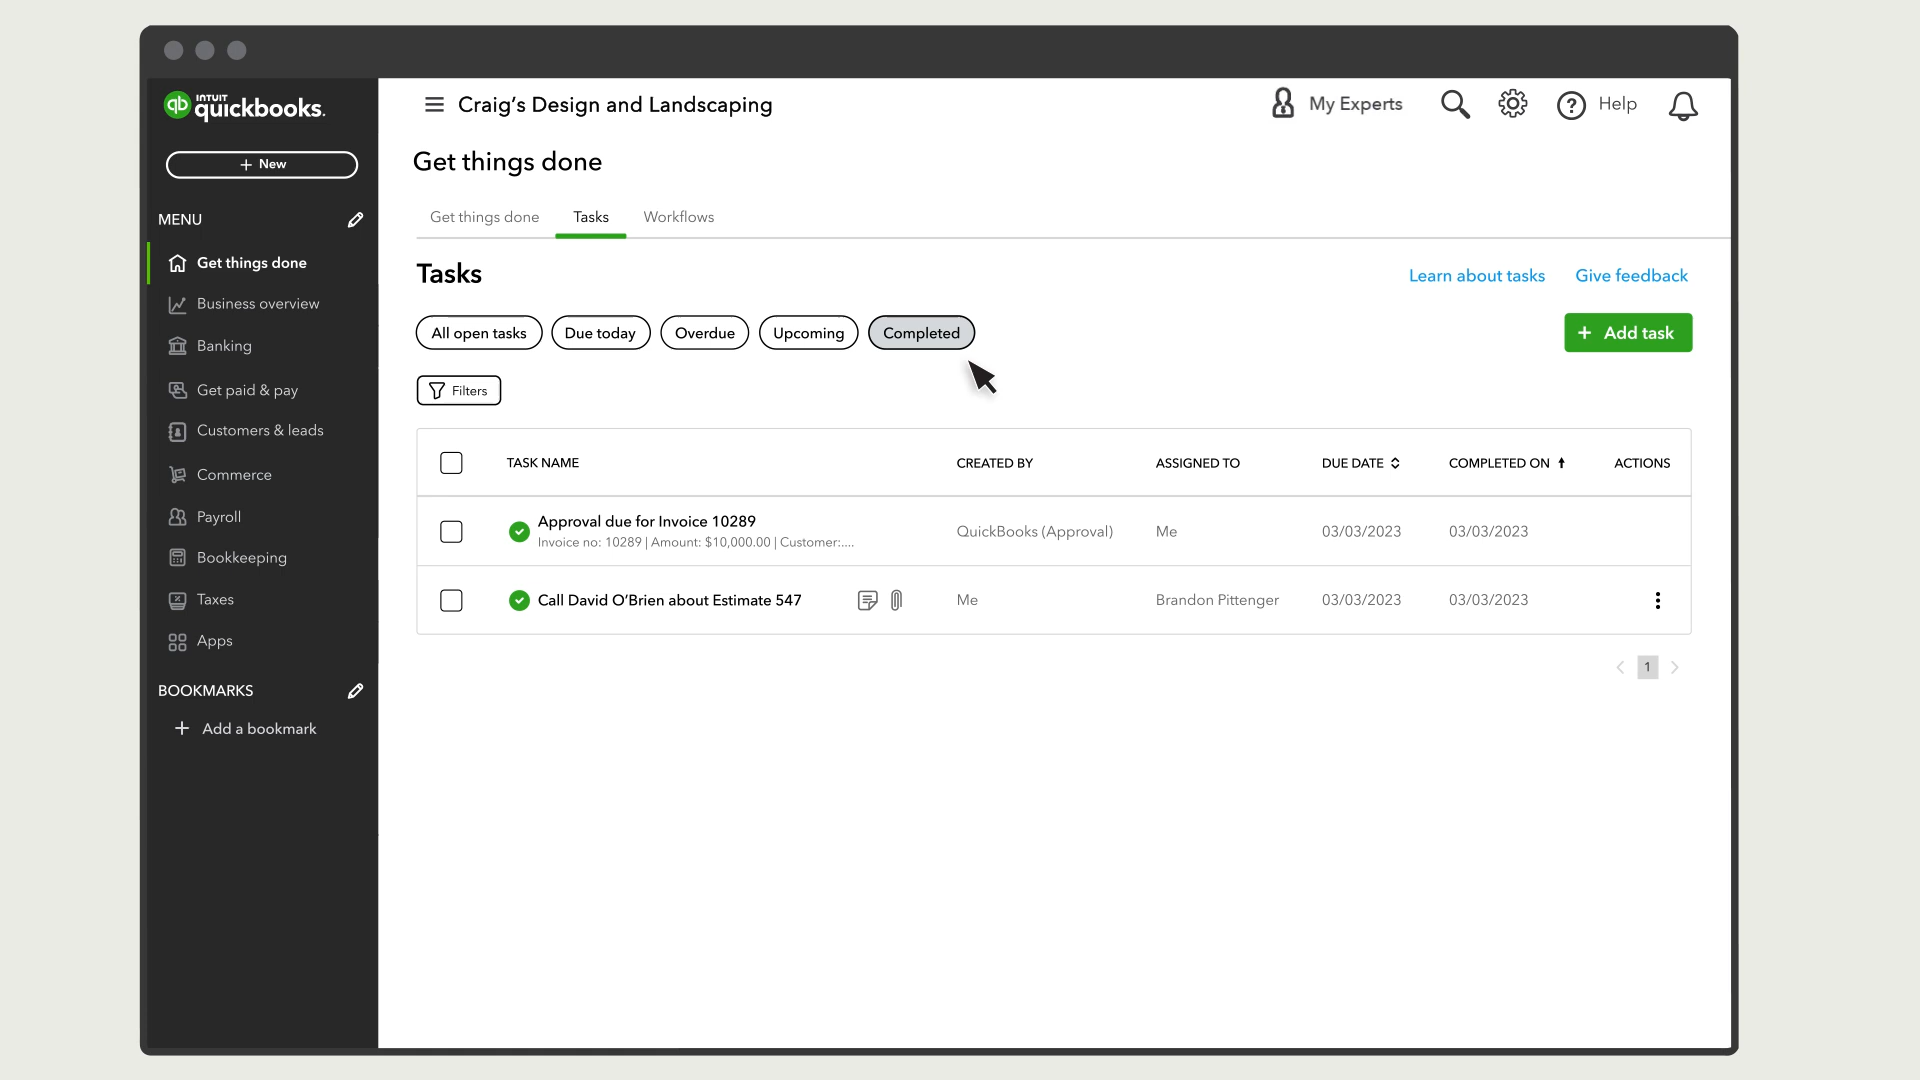 INTUIT
quickbooks.
Craig's Design and Landscaping
My Experts
Help
+ New
Get things done
MENU
Get things done
Tasks
Workflows
Get things done
Business overview
Banking
Get paid & pay
Customers & leads
Commerce
Payroll
Bookkeeping
Taxes
Apps
BOOKMARKS
+ Add a bookmark
Tasks
Learn about tasks
Give feedback
All open tasks
Due today
Overdue
Upcoming
Completed
+ Add task
Filters
TASK NAME
CREATED BY
ASSIGNED TO
DUE DATE
COMPLETED ON
ACTIONS
Approval due for Invoice 10289
Invoice no: 10289 | Amount: $10,000.00 | Customer:....
QuickBooks (Approval)
Me
03/03/2023
03/03/2023
Call David O'Brien about Estimate 547
Me
Brandon Pittenger
03/03/2023
03/03/2023
1